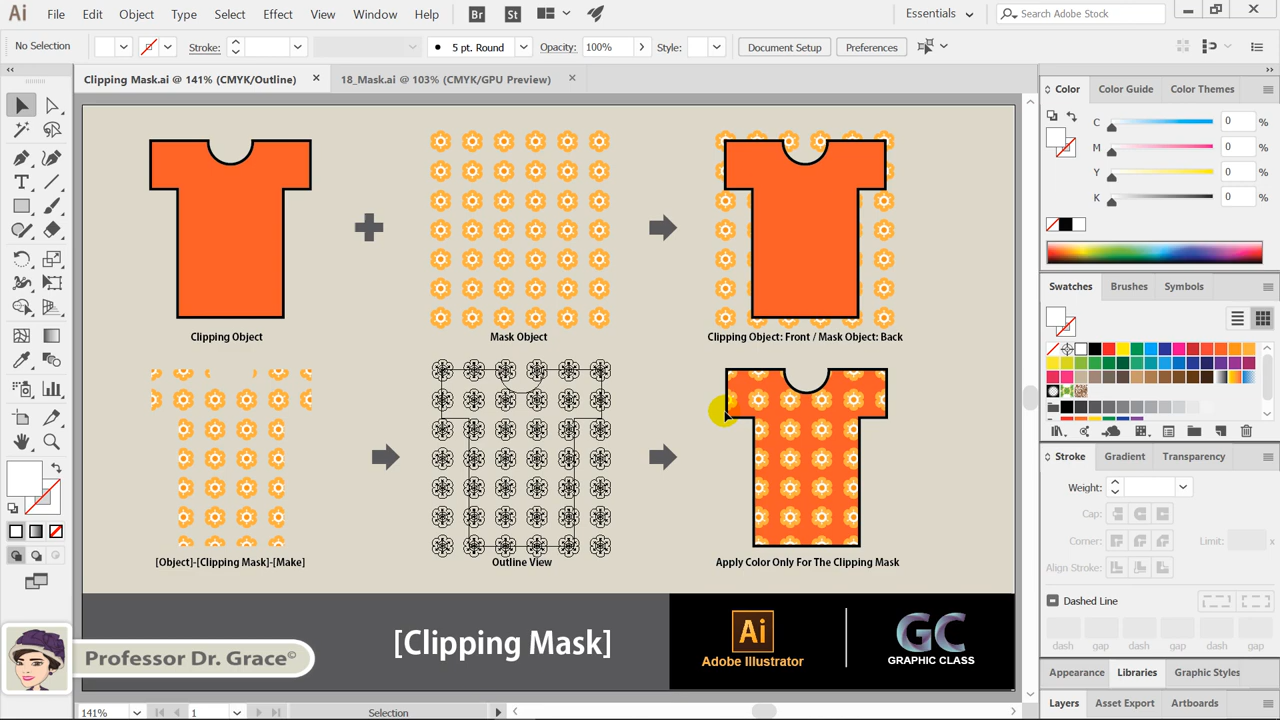 Ai File Edit Object Type Select Effect View Window Help Br St Essentials Search Adobe Stock
No Selection Stroke: 5 pt. Round Opacity: 100% Style: Document Setup Preferences
Clipping Mask.ai @ 141% (CMYK/Outline) × 18_Mask.ai @ 103% (CMYK/GPU Preview) ×
Color Color Guide Color Themes
C 0 %
M 0 %
Y 0 %
K 0 %
Swatches Brushes Symbols
Clipping Object
Mask Object
Clipping Object: Front / Mask Object: Back
[Object]-[Clipping Mask]-[Make]
Outline View
Apply Color Only For The Clipping Mask
Stroke Gradient Transparency
Weight:
Cap:
Corner: Limit: x
Align Stroke:
Dashed Line
dash gap dash gap dash gap
Appearance Libraries Graphic Styles
Layers Asset Export Artboards
Professor Dr. Grace©
[Clipping Mask]
Ai
Adobe Illustrator
GC
GRAPHIC CLASS
141% 1 Selection